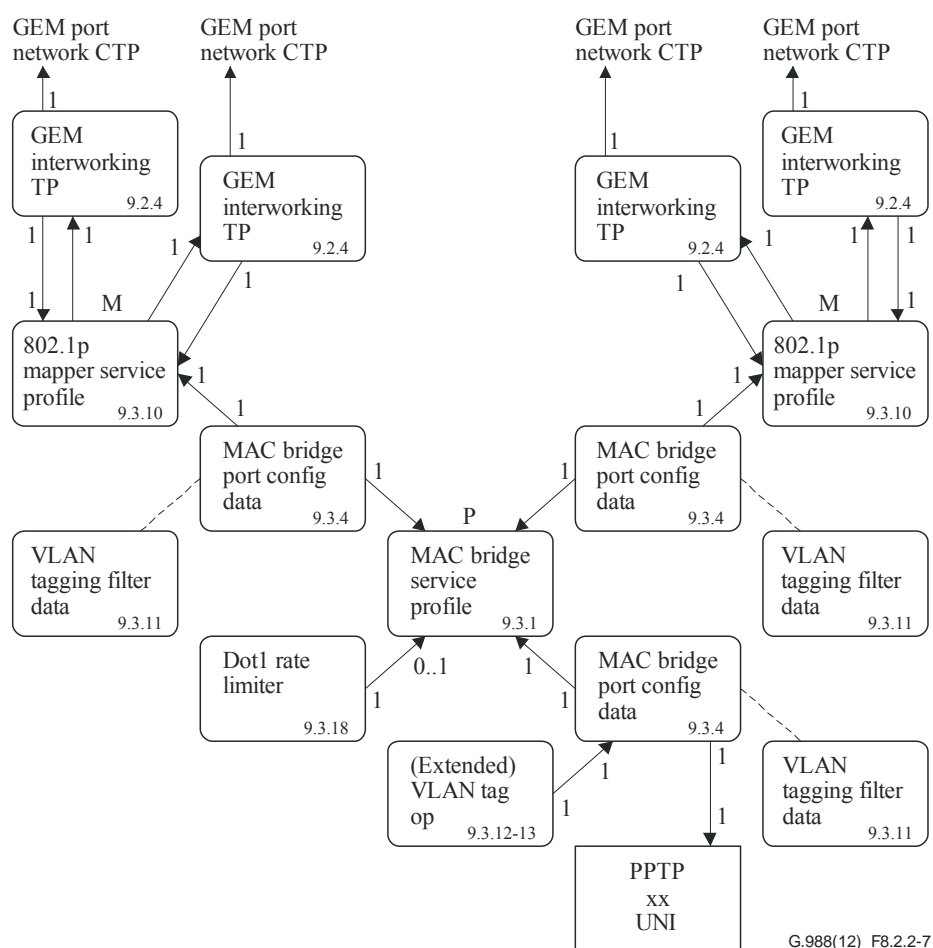 GEM port
network CTP
GEM port
network CTP
GEM port
network CTP
GEM port
network CTP
1
1
1
1
GEM
interworking
TP
9.2.4
GEM
interworking
TP
9.2.4
GEM
interworking
TP
9.2.4
GEM
interworking
TP
9.2.4
1
1
1
1
1
1
1
1
1
M
1
M
802.1p
mapper service
profile
9.3.10
802.1p
mapper service
profile
9.3.10
1
1
1
1
MAC bridge
port config
data
9.3.4
MAC bridge
port config
data
9.3.4
1
1
P
VLAN
tagging filter
data
9.3.11
MAC bridge
service
profile
9.3.1
VLAN
tagging filter
data
9.3.11
Dot1 rate
limiter
9.3.18
0..1
1
1
1
MAC bridge
port config
data
9.3.4
(Extended)
VLAN tag
op
9.3.12-13
1
1
1
1
VLAN
tagging filter
data
9.3.11
PPTP
xx
UNI
G.988(12)_F8.2.2-7